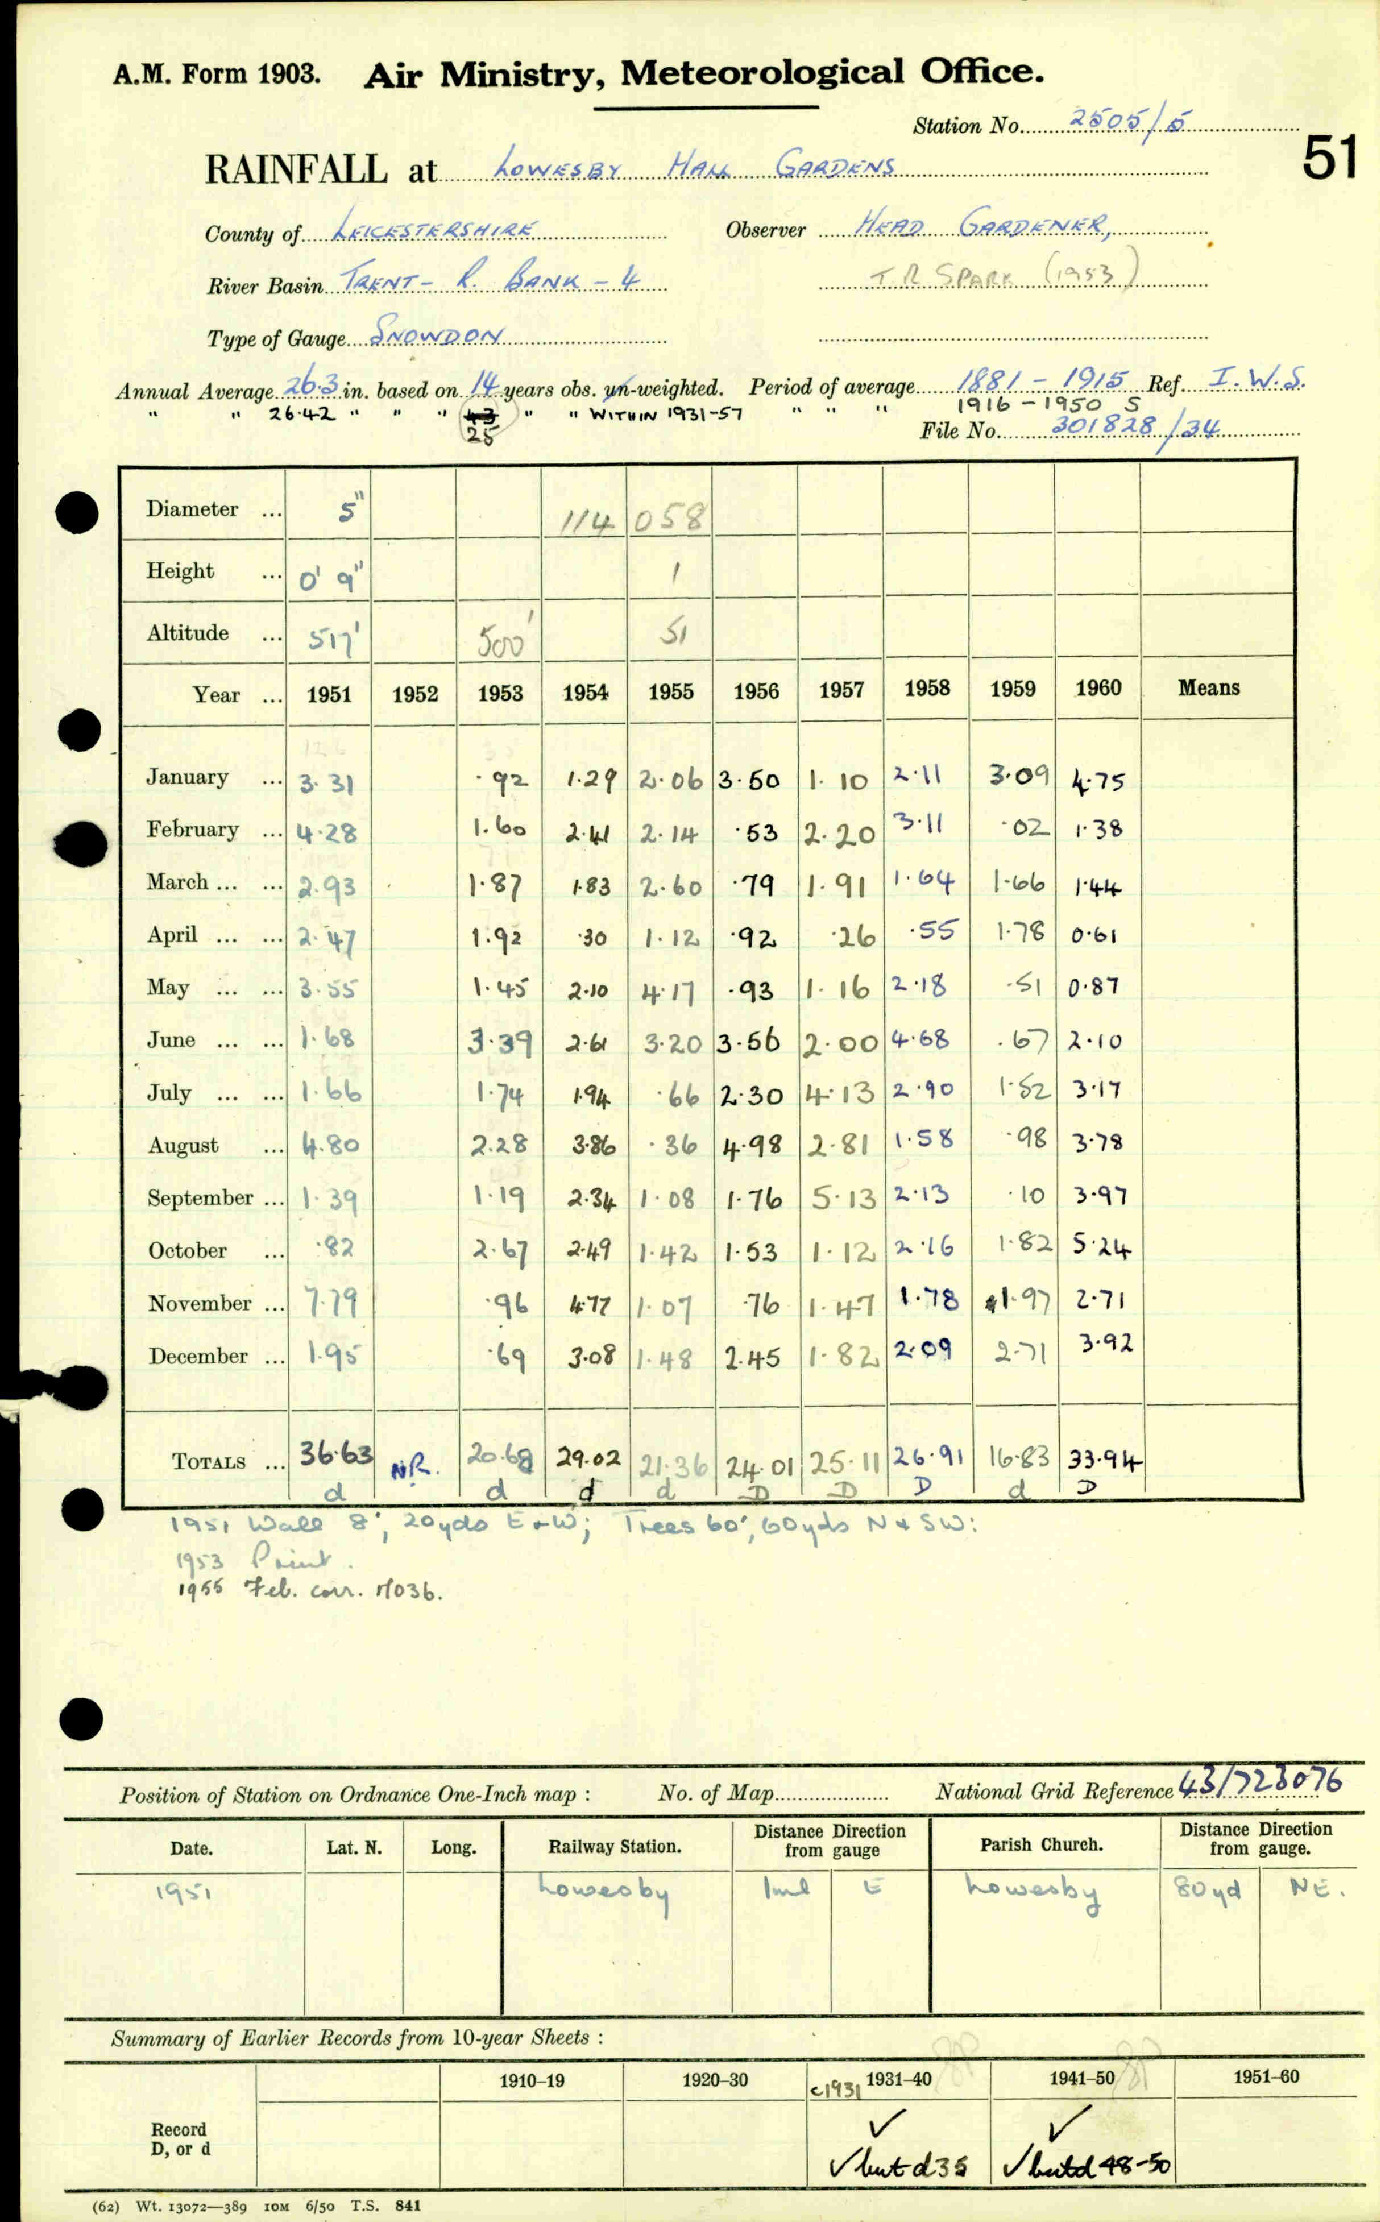 A.M. Form 1903. Air Ministry, Meteorological Office.
Station No. 2505/5
51
RAINFALL at LOWESBY HALL GARDENS
County of LEICESTERSHIRE Observer HEAD GARDENER,
River Basin TRENT - R. BANK - 4 T.R SPARK (1953)
Type of Gauge SNOWDON
Annual Average 26.3 in. based on 14 years obs. un-weighted. Period of average 1881 - 1915 Ref. I.W.S.
" " 26.42 " " " 43 25 " " WITHIN 1931-57 " " " 1916 - 1950 S
File No. 301828/34
Diameter ... 5" 114 058
Height ... 0' 9" 1
Altitude ... 517' 500' 51
Year ... 1951 1952 1953 1954 1955 1956 1957 1958 1959 1960 Means
January ... 3.31 .92 1.29 2.06 3.50 1.10 2.11 3.09 4.75
February ... 4.28 1.60 2.41 2.14 .53 2.20 3.11 .02 1.38
March ... ... 2.93 1.87 1.83 2.60 .79 1.91 1.64 1.66 1.44
April ... ... 2.47 1.92 .30 1.12 .92 .26 .55 1.78 0.61
May ... ... 3.55 1.45 2.10 4.17 .93 1.16 2.18 .51 0.87
June ... ... 1.68 3.39 2.61 3.20 3.56 2.00 4.68 .67 2.10
July ... ... 1.66 1.74 1.94 .66 2.30 4.13 2.90 1.52 3.17
August ... 4.80 2.28 3.86 .36 4.98 2.81 1.58 .98 3.78
September ... 1.39 1.19 2.34 1.08 1.76 5.13 2.13 .10 3.97
October ... .82 2.67 2.49 1.42 1.53 1.12 2.16 1.82 5.24
November ... 7.79 .96 4.77 1.07 .76 1.47 1.78 1.97 2.71
December ... 1.95 .69 3.08 1.48 2.45 1.82 2.09 2.71 3.92
TOTALS ... 36.63 NR. 20.68 29.02 21.36 24.01 25.11 26.91 16.83 33.94
d d d d D D D d D
1951 Wall 8', 20yds E & W; Trees 60', 60yds N & SW:
1953 Print.
1955 Feb. corr. M036.
Position of Station on Ordnance One-Inch map : No. of Map National Grid Reference 43/723076
Date. Lat. N. Long. Railway Station. Distance from Direction gauge Parish Church. Distance from Direction gauge.
1951 Lowesby 1ml E Lowesby 80yd NE.
Summary of Earlier Records from 10-year Sheets :
1910–19 1920–30 c1931 1931–40 1941–50 1951–60
Record D, or d ✓ ✓
✓ but d35 ✓ but d 48-50
(62) Wt. 13072—389 10M 6/50 T.S. 841